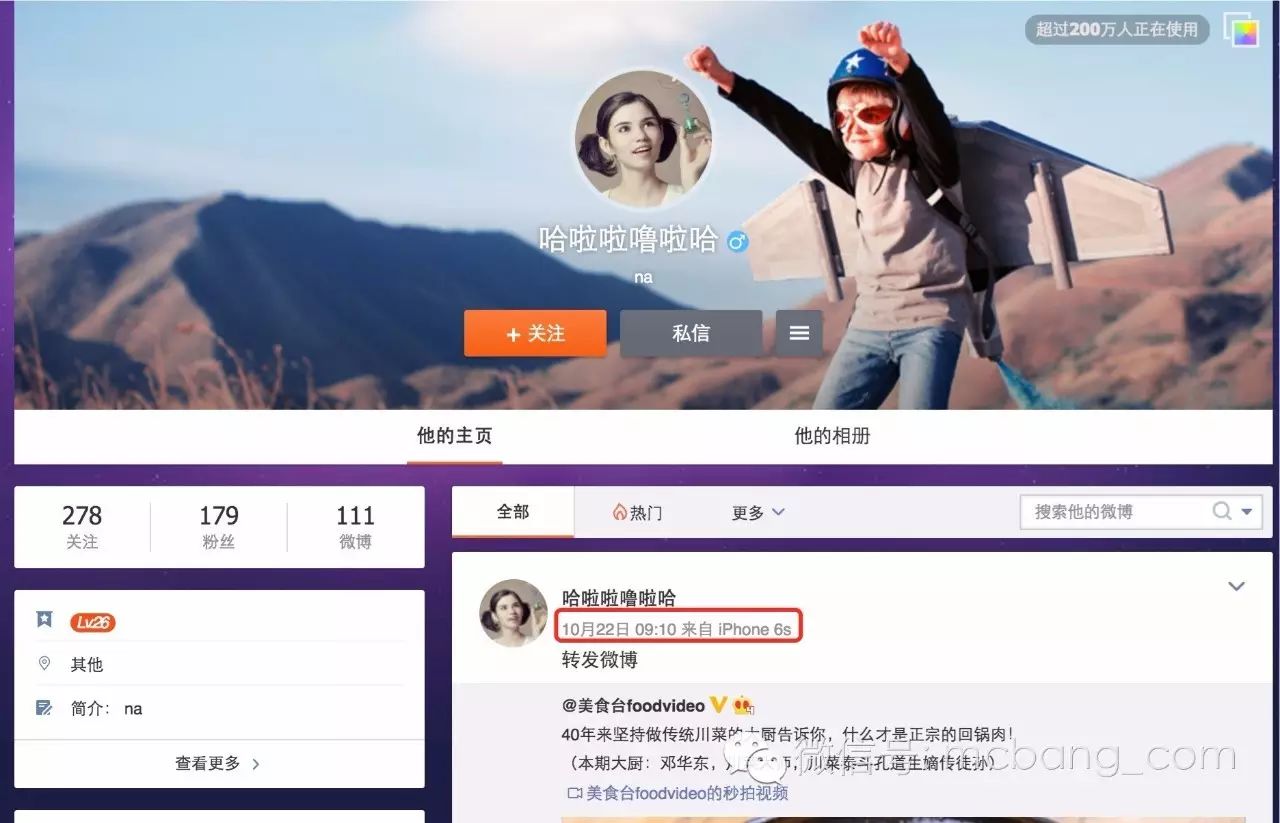 超过200万人正在使用
哈啦啦噜啦哈
na
+ 关注
私信
他的主页
他的相册
278
关注
179
粉丝
111
微博
Lv.26
其他
简介： na
查看更多 >
全部
热门
更多
搜索他的微博
哈啦啦噜啦哈
10月22日 09:10 来自 iPhone 6s
转发微博
@美食台foodvideo
40年来坚持做传统川菜的大厨告诉你，什么才是正宗的回锅肉！
（本期大厨：邓华东，川菜泰斗孔道生嫡传徒孙）
美食台foodvideo的秒拍视频
微信号: mcbang_com